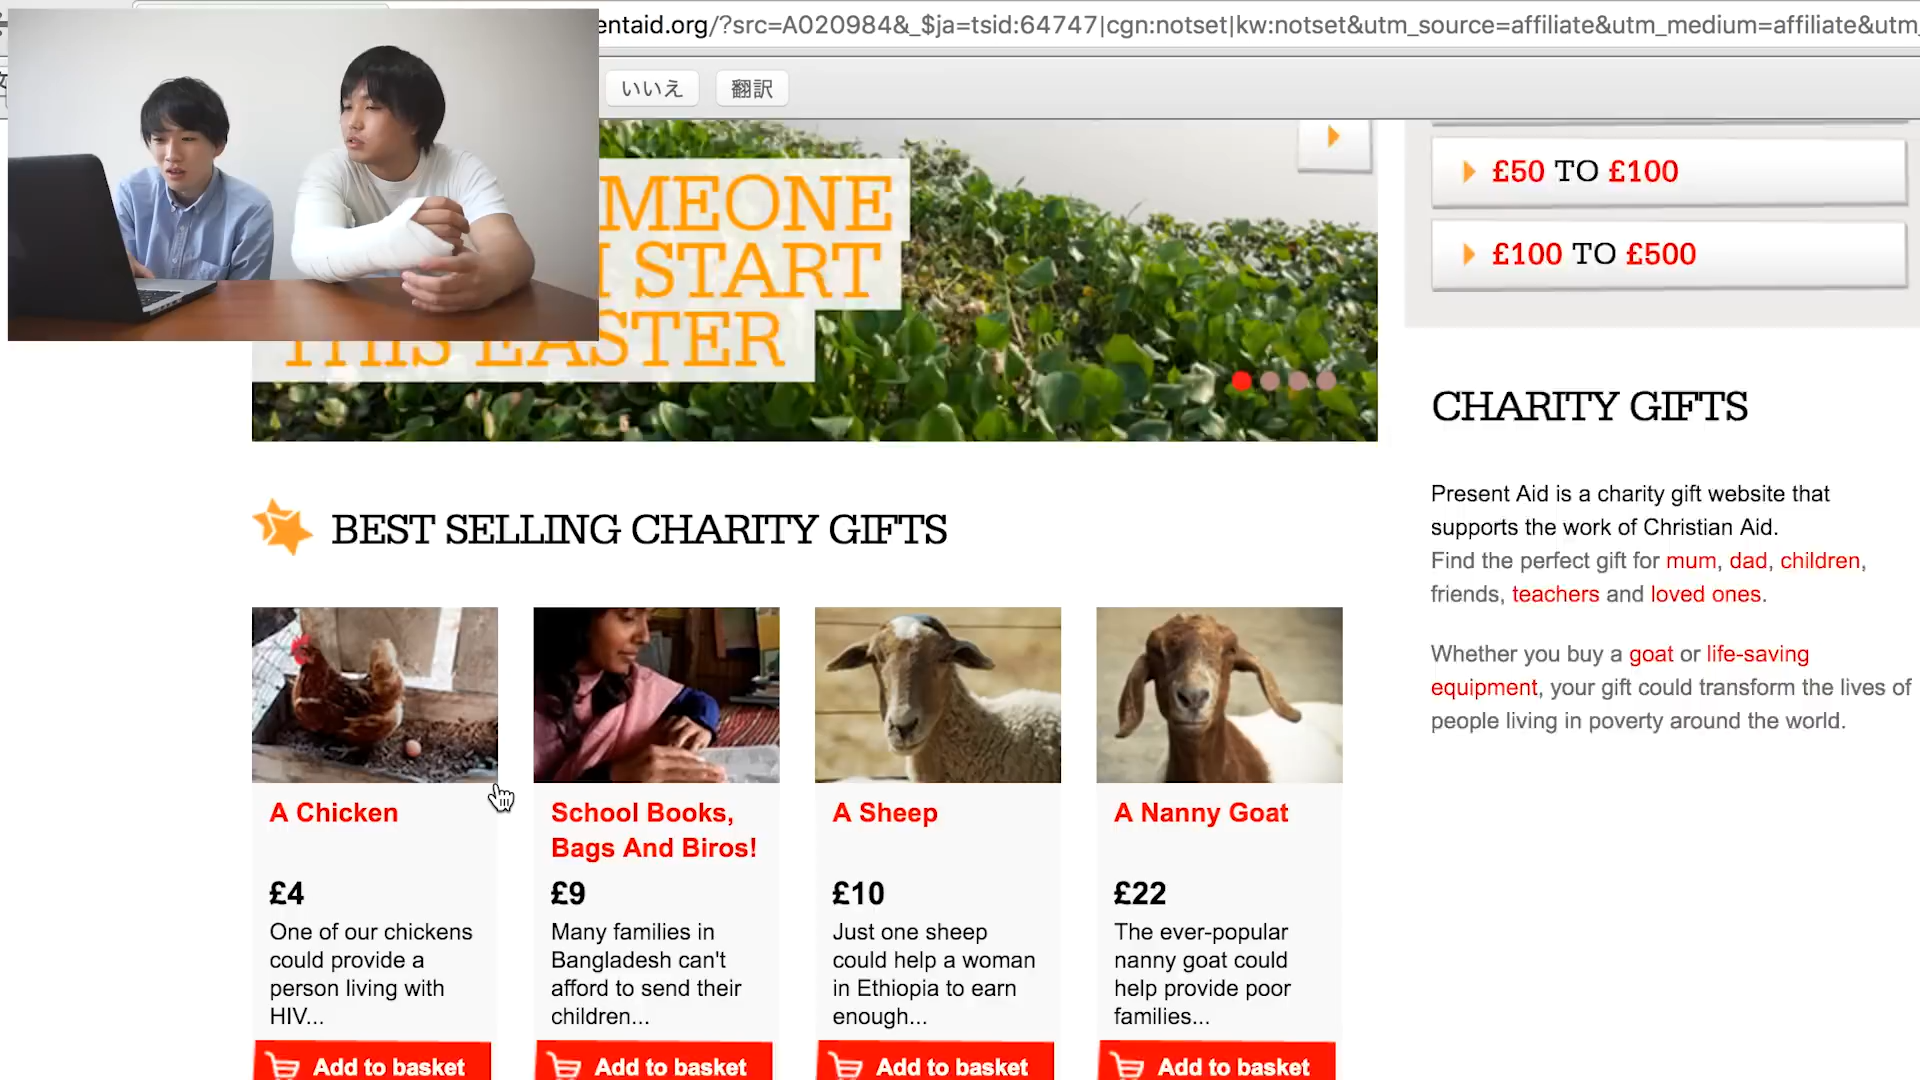 entaid.org/?src=A020984&_$ja=tsid:64747|cgn:notset|kw:notset&utm_source=affiliate&utm_medium=affiliate&utm_
いいえ
翻訳
MEONE
START
THIS EASTER
£50 TO £100
£100 TO £500
CHARITY GIFTS
Present Aid is a charity gift website that
supports the work of Christian Aid.
Find the perfect gift for mum, dad, children,
friends, teachers and loved ones.
Whether you buy a goat or life-saving
equipment, your gift could transform the lives of
people living in poverty around the world.
BEST SELLING CHARITY GIFTS
A Chicken
£4
One of our chickens
could provide a
person living with
HIV...
Add to basket
School Books,
Bags And Biros!
£9
Many families in
Bangladesh can't
afford to send their
children...
Add to basket
A Sheep
£10
Just one sheep
could help a woman
in Ethiopia to earn
enough...
Add to basket
A Nanny Goat
£22
The ever-popular
nanny goat could
help provide poor
families...
Add to basket